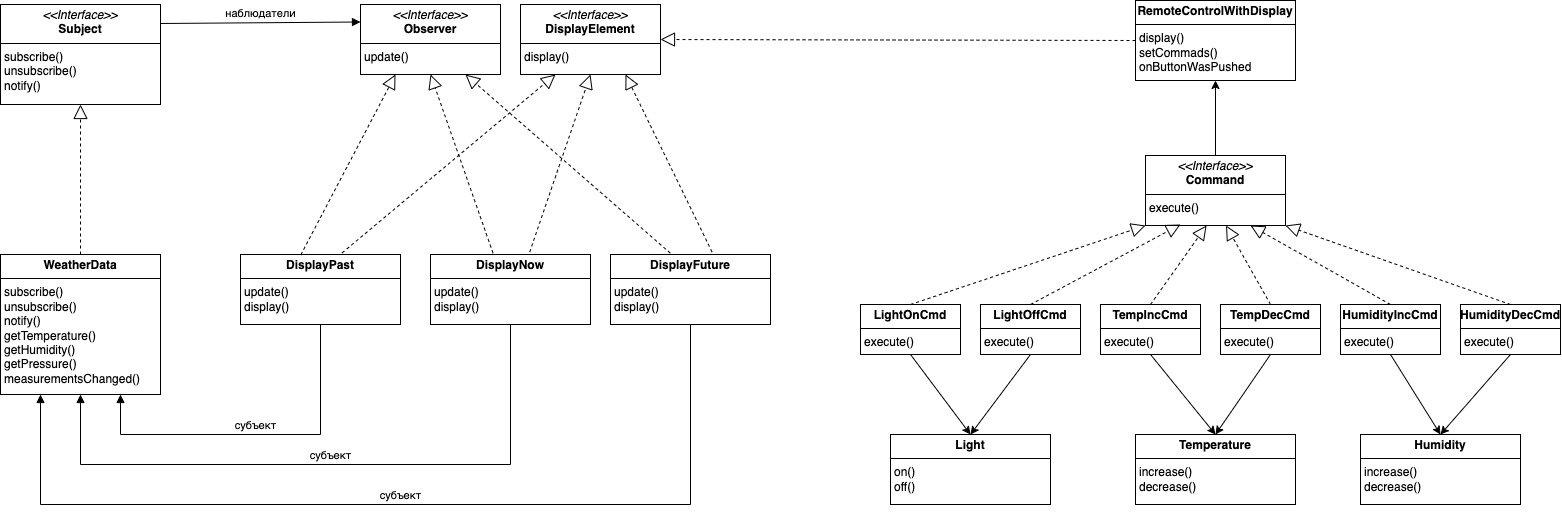 <<Interface>>
Subject
subscribe()
unsubscribe()
notify()
наблюдатели
<<Interface>>
Observer
update()
<<Interface>>
DisplayElement
display()
RemoteControlWithDisplay
display()
setCommads()
onButtonWasPushed
<<Interface>>
Command
execute()
WeatherData
subscribe()
unsubscribe()
notify()
getTemperature()
getHumidity()
getPressure()
measurementsChanged()
DisplayPast
update()
display()
DisplayNow
update()
display()
DisplayFuture
update()
display()
субъект
субъект
субъект
LightOnCmd
execute()
LightOffCmd
execute()
TempIncCmd
execute()
TempDecCmd
execute()
HumidityIncCmd
execute()
HumidityDecCmd
execute()
Light
on()
off()
Temperature
increase()
decrease()
Humidity
increase()
decrease()